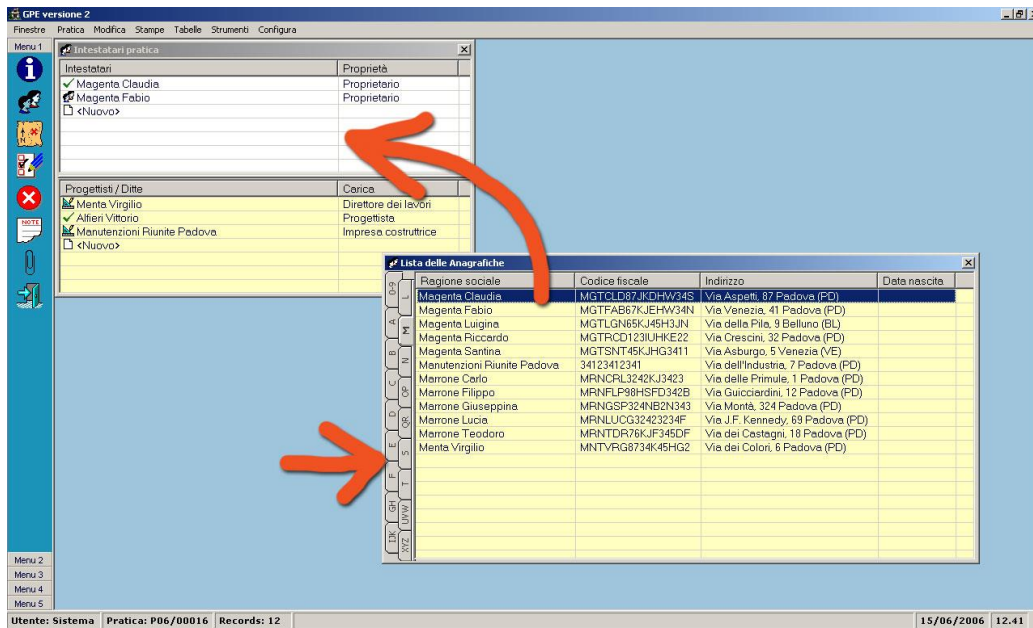 GPE versione 2
Finestre Pratica Modifica Stampe Tabelle Strumenti Configura
Menu 1
Intestatari pratica
Intestatari Proprietà
Magenta Claudia Proprietario
Magenta Fabio Proprietario
<Nuovo>
NOTE
Progettisti / Ditte Carica
Menta Virgilio Direttore dei lavori
Alfieri Vittorio Progettista
Manutenzioni Riunite Padova Impresa costruttrice
<Nuovo>
Lista delle Anagrafiche
0-9
A
B
C
D
E
F
GH
IJK
L
M
N
OP
QR
S
T
UVW
XYZ
Ragione sociale Codice fiscale Indirizzo Data nascita
Magenta Claudia MGTCLD87JKDHW34S Via Aspetti, 87 Padova (PD)
Magenta Fabio MGTFAB67KJEHW34N Via Venezia, 41 Padova (PD)
Magenta Luigina MGTLGN65KJ45H3JN Via della Pila, 9 Belluno (BL)
Magenta Riccardo MGTRCD123IUHKE22 Via Crescini, 32 Padova (PD)
Magenta Santina MGTSNT45KJHG3411 Via Asburgo, 5 Venezia (VE)
Manutenzioni Riunite Padova 34123412341 Via dell'Industria, 7 Padova (PD)
Marrone Carlo MRNCRL3242KJ3423 Via delle Primule, 1 Padova (PD)
Marrone Filippo MRNFLP98HSFD342B Via Guicciardini, 12 Padova (PD)
Marrone Giuseppina MRNGSP324NB2N343 Via Montà, 324 Padova (PD)
Marrone Lucia MRNLUCG32423234F Via J.F. Kennedy, 69 Padova (PD)
Marrone Teodoro MRNTDR76KJF345DF Via dei Castagni, 18 Padova (PD)
Menta Virgilio MNTVRG8734K45HG2 Via dei Colori, 6 Padova (PD)
Menu 2
Menu 3
Menu 4
Menu 5
Utente: Sistema Pratica: P06/00016 Records: 12 15/06/2006 12.41